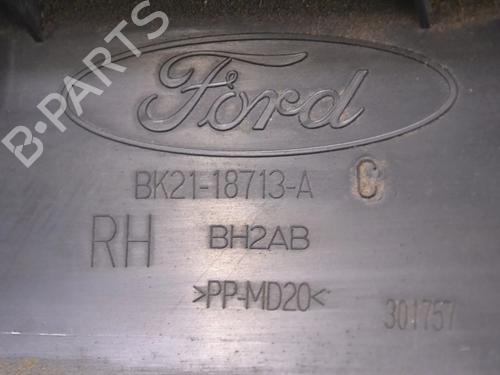 B-PARTS
Ford
BK21-18713-A C
RH BH2AB
>PP-MD20<
301757